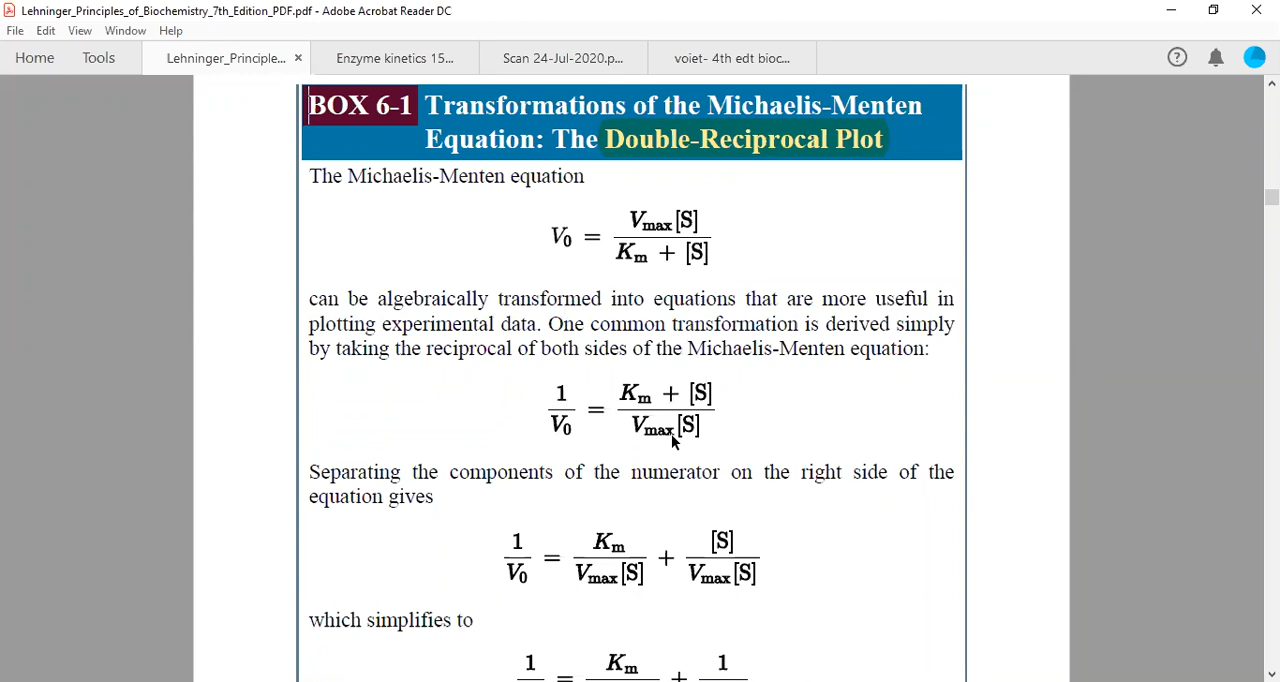 Lehninger_Principles_of_Biochemistry_7th_Edition_PDF.pdf - Adobe Acrobat Reader DC
File Edit View Window Help
Home Tools Lehninger_Principle... × Enzyme kinetics 15... Scan 24-Jul-2020.p... voiet- 4th edt bioc...
BOX 6-1 Transformations of the Michaelis-Menten
Equation: The Double-Reciprocal Plot
The Michaelis-Menten equation
V₀ = Vmax[S] / Km + [S]
can be algebraically transformed into equations that are more useful in
plotting experimental data. One common transformation is derived simply
by taking the reciprocal of both sides of the Michaelis-Menten equation:
1/V₀ = Km + [S] / Vmax[S]
Separating the components of the numerator on the right side of the
equation gives
1/V₀ = Km/Vmax[S] + [S]/Vmax[S]
which simplifies to
1 = Km + 1